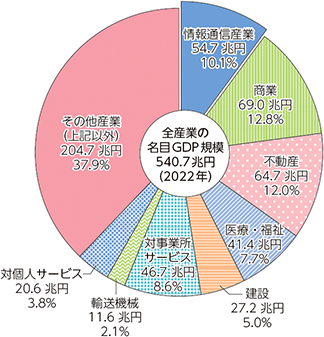 情報通信産業
54.7 兆円
10.1%
商業
69.0 兆円
12.8%
不動産
64.7 兆円
12.0%
医療・福祉
41.4 兆円
7.7%
建設
27.2 兆円
5.0%
対事業所
サービス
46.7 兆円
8.6%
輸送機械
11.6 兆円
2.1%
対個人サービス
20.6 兆円
3.8%
その他産業
(上記以外)
204.7 兆円
37.9%
全産業の
名目GDP規模
540.7兆円
(2022年)